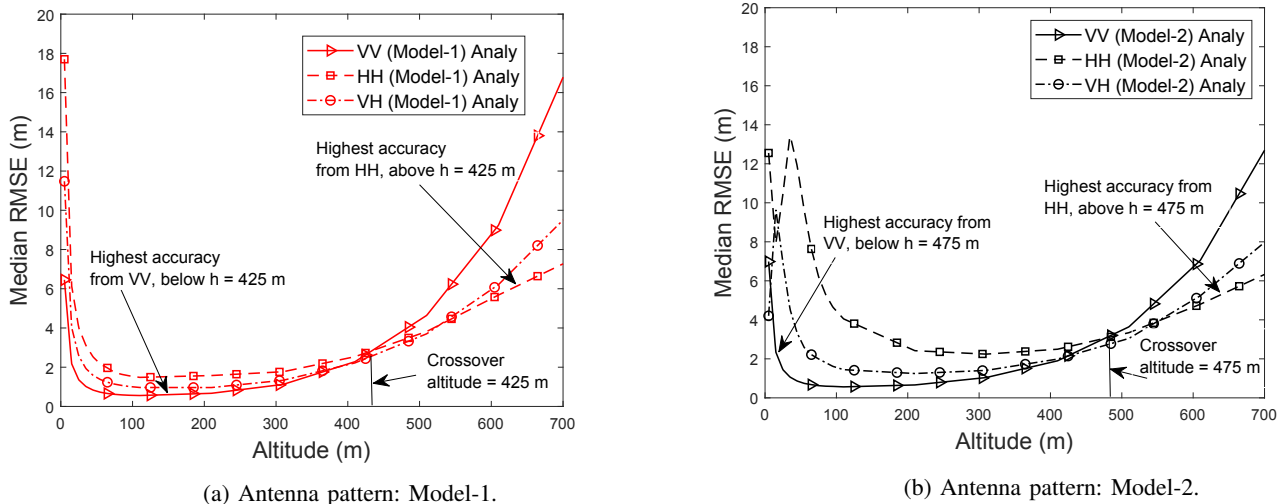 20
18
16
14
12
10
8
6
4
2
0
Median RMSE (m)
VV (Model-1) Analy
HH (Model-1) Analy
VH (Model-1) Analy
Highest accuracy
from HH, above h = 425 m
Highest accuracy
from VV, below h = 425 m
Crossover
altitude = 425 m
0 100 200 300 400 500 600 700
Altitude (m)
(a) Antenna pattern: Model-1.
20
18
16
14
12
10
8
6
4
2
0
Median RMSE (m)
VV (Model-2) Analy
HH (Model-2) Analy
VH (Model-2) Analy
Highest accuracy from
VV, below h = 475 m
Highest accuracy from
HH, above h = 475 m
Crossover
altitude = 475 m
0 100 200 300 400 500 600 700
Altitude (m)
(b) Antenna pattern: Model-2.